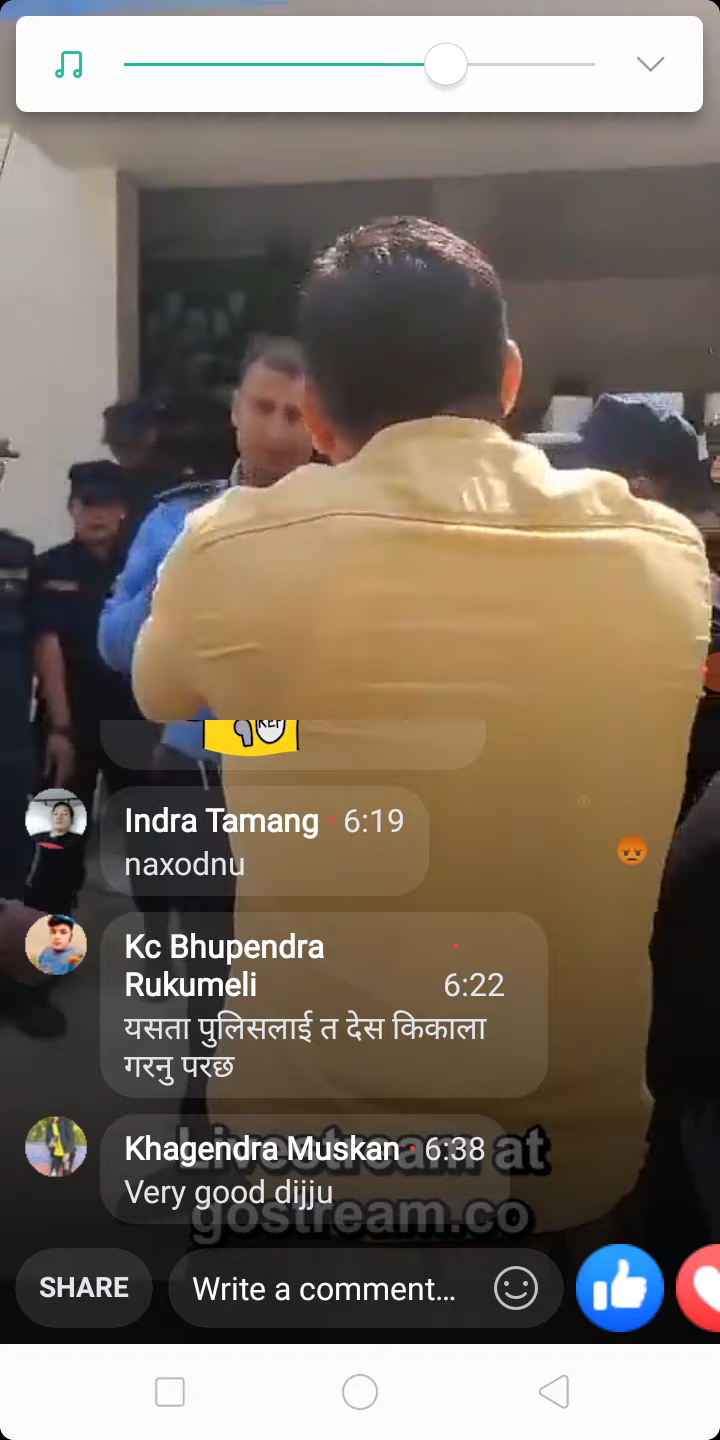 Indra Tamang · 6:19
naxodnu
Kc Bhupendra ·
Rukumeli 6:22
यसता पुलिसलाई त देस किकाला
गरनु परछ
Khagendra Muskan · 6:38
Very good dijju
Livestream at
gostream.co
SHARE
Write a comment...